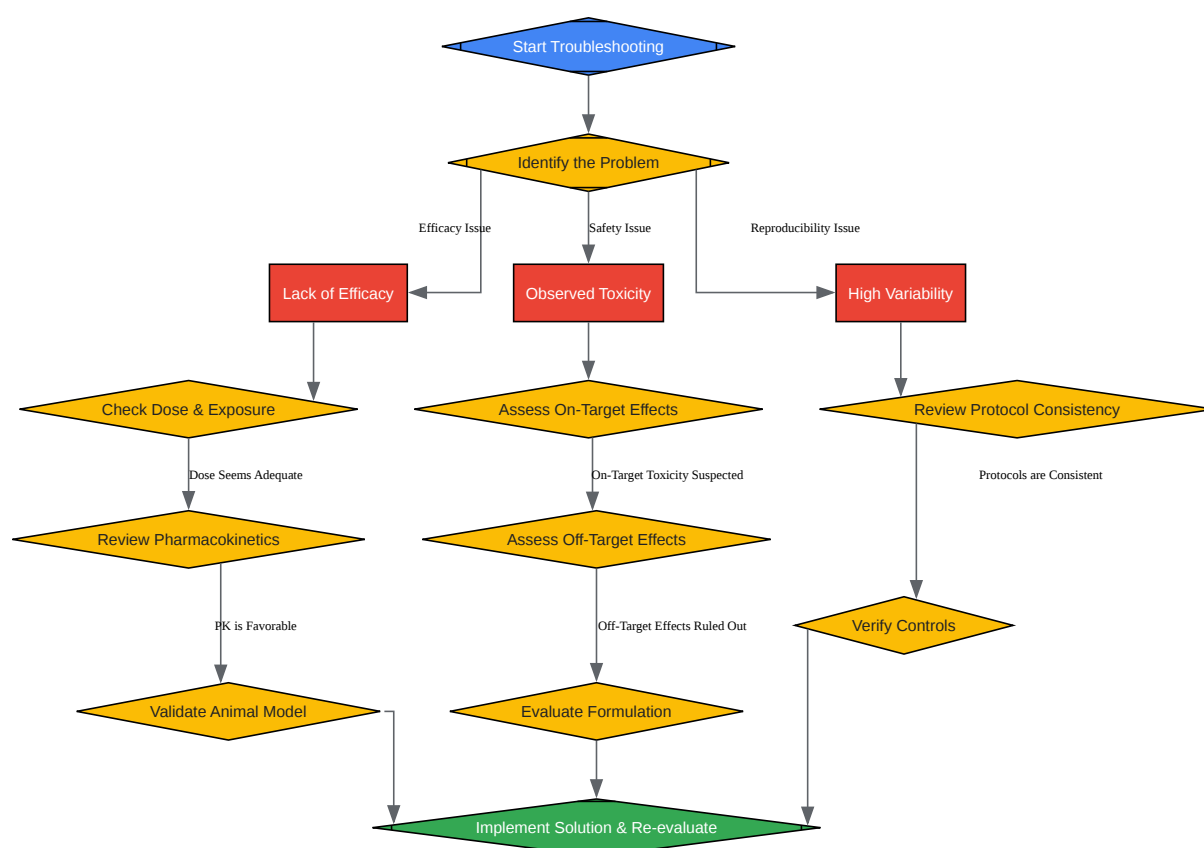 Start Troubleshooting
Identify the Problem
Efficacy Issue
Safety Issue
Reproducibility Issue
Lack of Efficacy
Observed Toxicity
High Variability
Check Dose & Exposure
Assess On-Target Effects
Review Protocol Consistency
Dose Seems Adequate
On-Target Toxicity Suspected
Protocols are Consistent
Review Pharmacokinetics
Assess Off-Target Effects
PK is Favorable
Off-Target Effects Ruled Out
Verify Controls
Validate Animal Model
Evaluate Formulation
Implement Solution & Re-evaluate